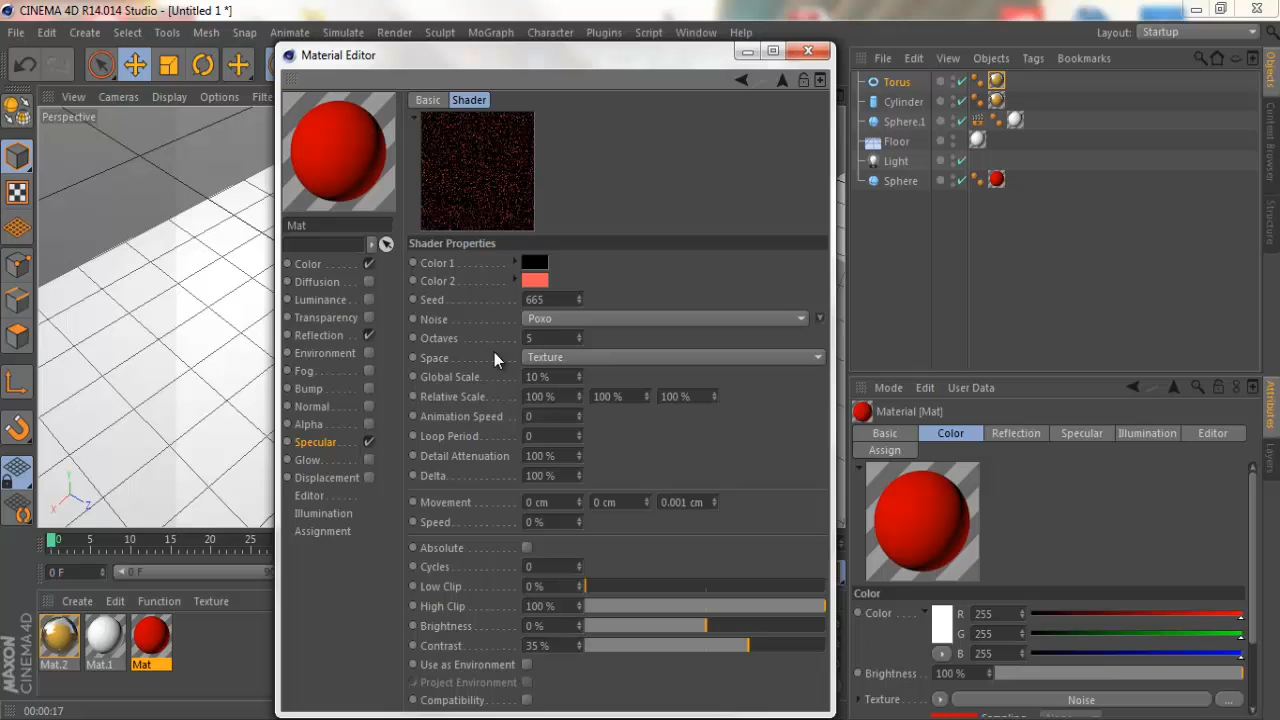 CINEMA 4D R14.014 Studio - [Untitled 1 *]
File Edit Create Select Tools Mesh Snap Animate Simulate Render Sculpt MoGraph Character Plugins Script Window Help
Layout: Startup
Material Editor
File Edit View Objects Tags Bookmarks
View Cameras Display Options Filte
Perspective
Basic Shader
Torus
Cylinder
Sphere.1
Floor
Light
Sphere
Objects
Content Browser
Structure
Mat
Color
Diffusion
Luminance
Transparency
Reflection
Environment
Fog
Bump
Normal
Alpha
Specular
Glow
Displacement
Editor
Illumination
Assignment
Shader Properties
Color 1
Color 2
Seed 665
Noise Poxo
Octaves 5
Space Texture
Global Scale 10 %
Relative Scale 100 % 100 % 100 %
Animation Speed 0
Loop Period 0
Detail Attenuation 100 %
Delta 100 %
Movement 0 cm 0 cm 0.001 cm
Speed 0 %
Absolute
Cycles 0
Low Clip 0 %
High Clip 100 %
Brightness 0 %
Contrast 35 %
Use as Environment
Project Environment
Compatibility
Mode Edit User Data
Material [Mat]
Basic Color Reflection Specular Illumination Editor
Assign
Attributes
Layers
Color
Color R 255
G 255
B 255
Brightness 100 %
Texture Noise ...
Sampling
Y
X Z
0 5 10 15 20 25
0 F 0 F
Create Edit Function Texture
Mat.2 Mat.1 Mat
MAXON
CINEMA 4D
00:00:17